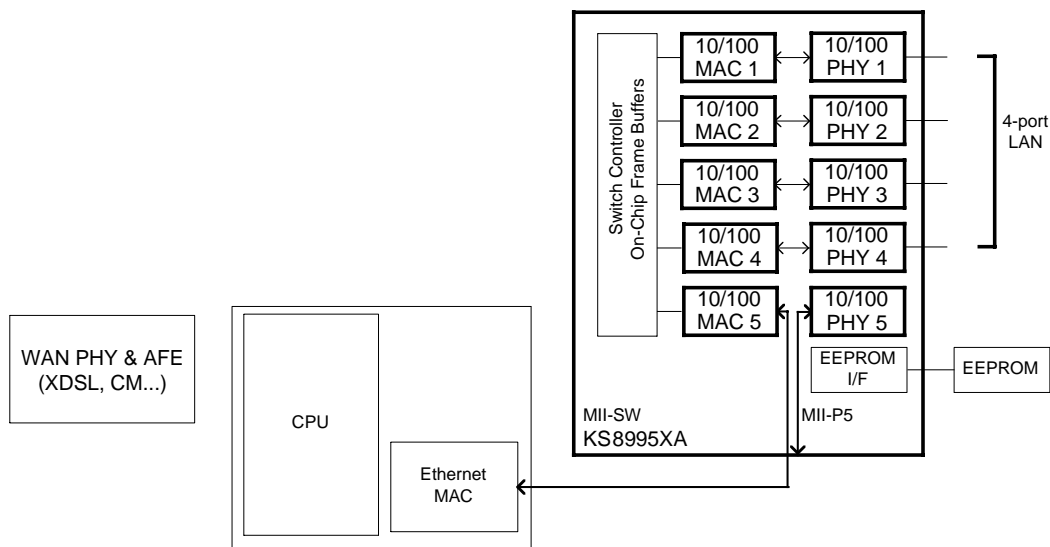 10/100
MAC 1
10/100
PHY 1
10/100
MAC 2
10/100
PHY 2
10/100
MAC 3
10/100
PHY 3
10/100
MAC 4
10/100
PHY 4
10/100
MAC 5
10/100
PHY 5
Switch Controller
On-Chip Frame Buffers
4-port
LAN
EEPROM
I/F
EEPROM
MII-SW
MII-P5
KS8995XA
WAN PHY & AFE
(XDSL, CM...)
CPU
Ethernet
MAC